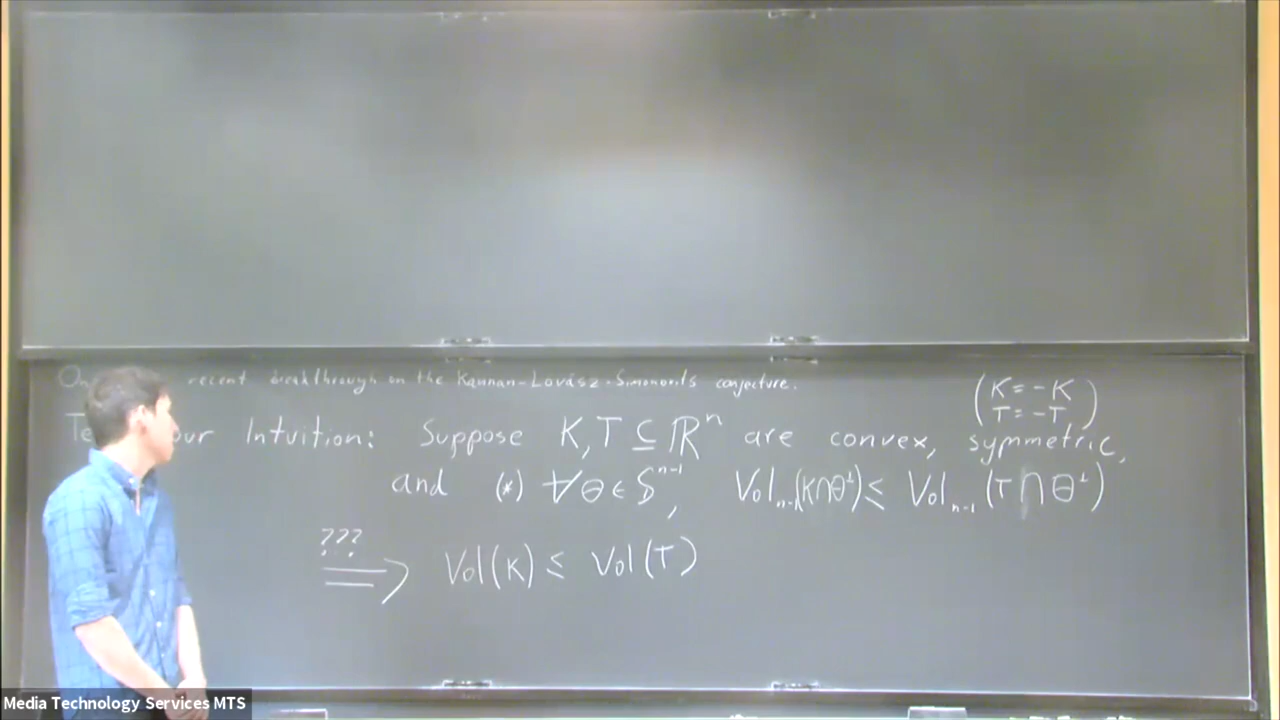 recent breakthrough on the Kannan-Lovász-Simonovits conjecture.
(K = -K
T = -T)
our Intuition: Suppose K, T ⊆ ℝⁿ are convex, symmetric,
and (*) ∀θ ∈ Sⁿ⁻¹, Volₙ₋₁(K∩θ^⊥) ≤ Volₙ₋₁(T∩θ^⊥)
???
⟹ Vol(K) ≤ Vol(T)
Media Technology Services MTS